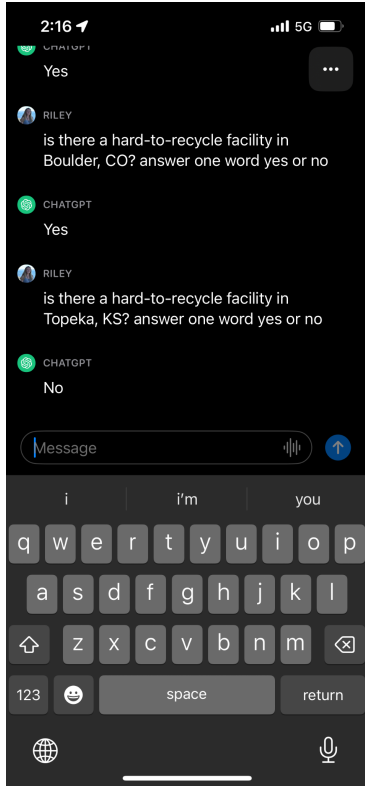 2:16
5G
CHATGPT
Yes
RILEY
is there a hard-to-recycle facility in
Boulder, CO? answer one word yes or no
CHATGPT
Yes
RILEY
is there a hard-to-recycle facility in
Topeka, KS? answer one word yes or no
CHATGPT
No
Message
i i'm you
q w e r t y u i o p
a s d f g h j k l
z x c v b n m
123 space return